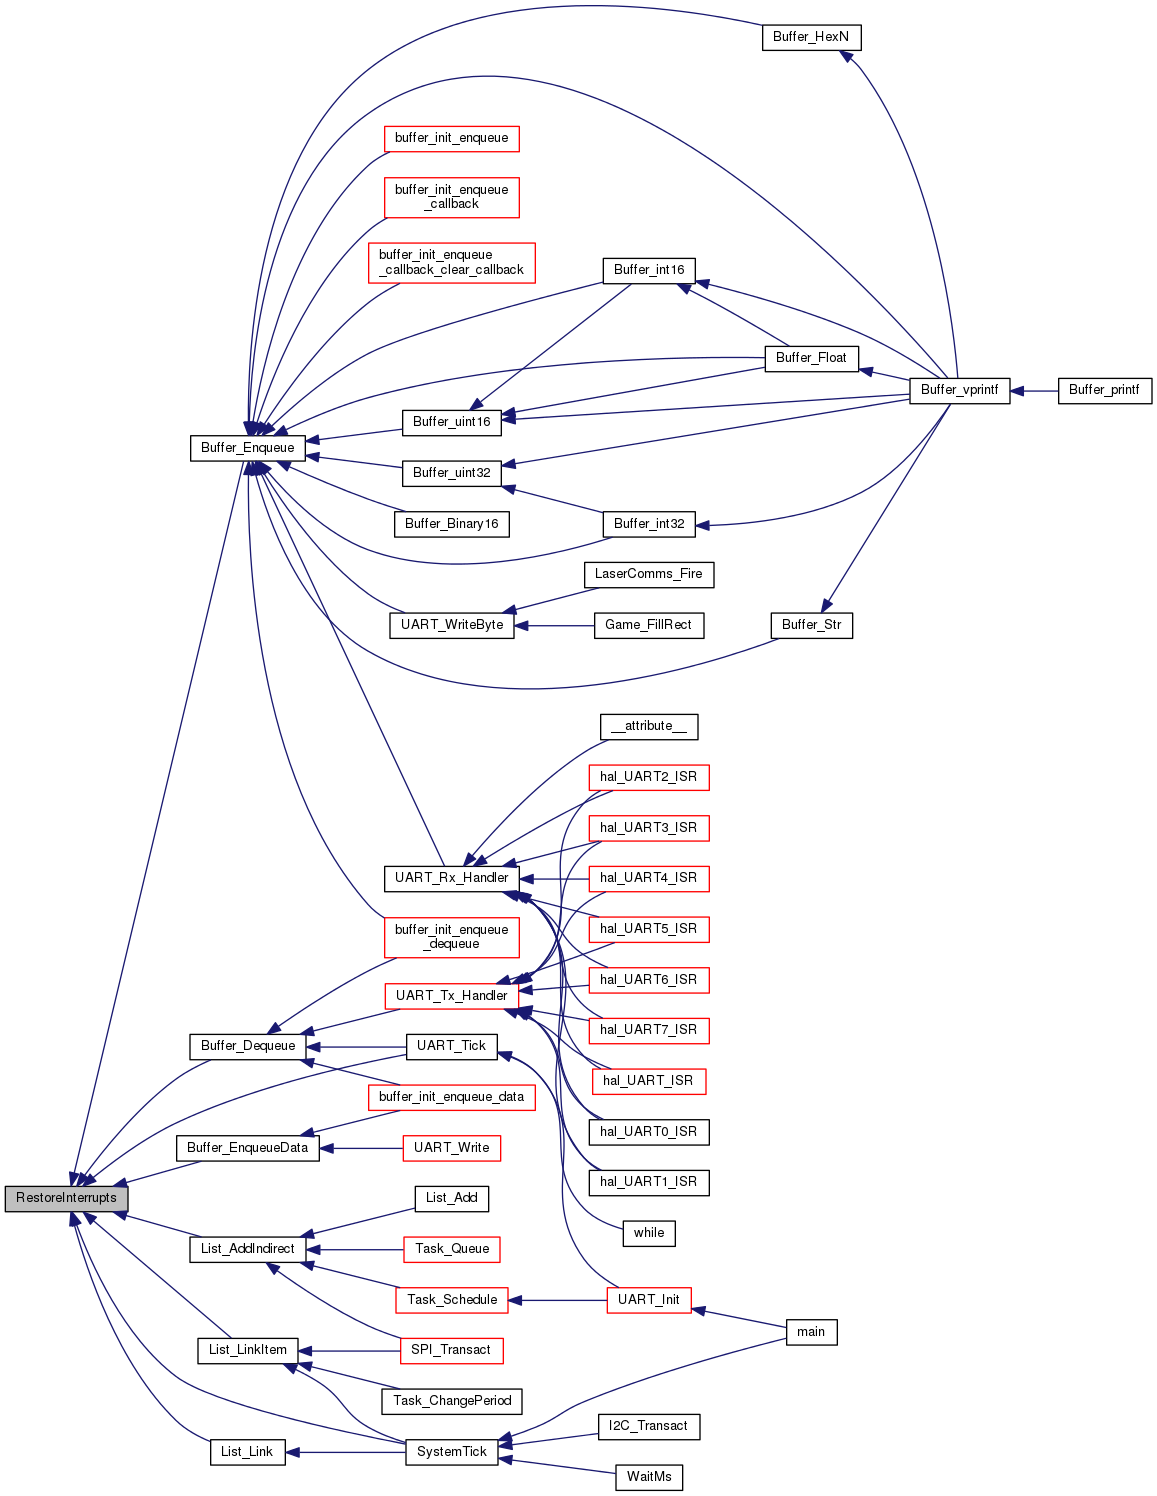 Buffer_HexN
buffer_init_enqueue
buffer_init_enqueue
_callback
buffer_init_enqueue
_callback_clear_callback
Buffer_int16
Buffer_Float
Buffer_vprintf
Buffer_printf
Buffer_uint16
Buffer_Enqueue
Buffer_uint32
Buffer_Binary16
Buffer_int32
LaserComms_Fire
UART_WriteByte
Game_FillRect
Buffer_Str
__attribute__
hal_UART2_ISR
hal_UART3_ISR
UART_Rx_Handler
hal_UART4_ISR
buffer_init_enqueue
_dequeue
hal_UART5_ISR
hal_UART6_ISR
UART_Tx_Handler
hal_UART7_ISR
Buffer_Dequeue
UART_Tick
hal_UART_ISR
buffer_init_enqueue_data
hal_UART0_ISR
Buffer_EnqueueData
UART_Write
hal_UART1_ISR
RestoreInterrupts
List_Add
while
List_AddIndirect
Task_Queue
Task_Schedule
UART_Init
main
List_LinkItem
SPI_Transact
Task_ChangePeriod
I2C_Transact
List_Link
SystemTick
WaitMs